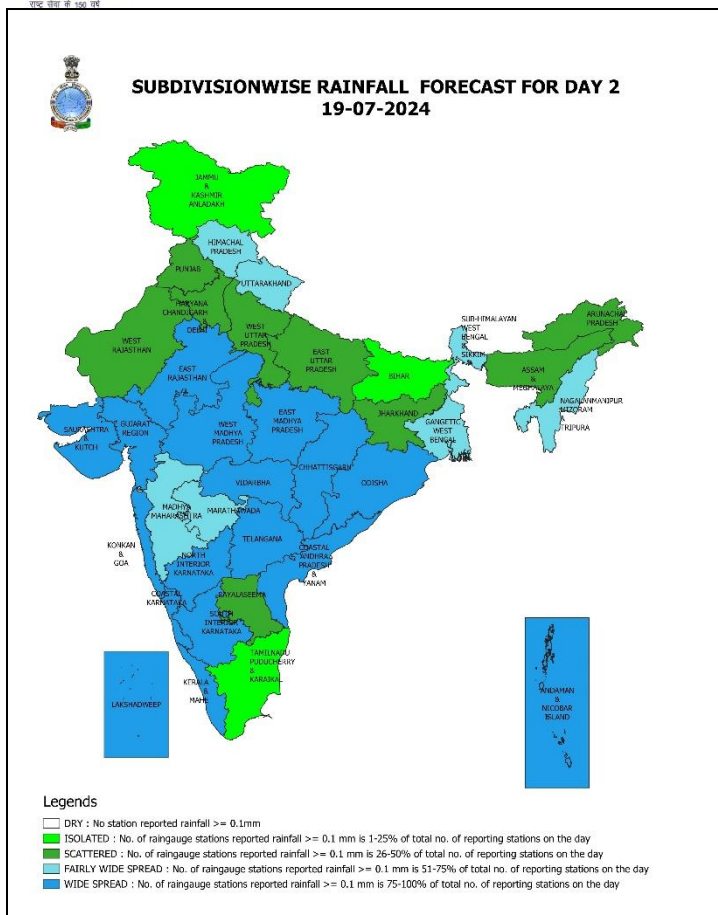 राष्ट्र सेवा के 150 वर्ष
SUBDIVISIONWISE RAINFALL FORECAST FOR DAY 2
19-07-2024
JAMMU
&
KASHMIR
ANLADAKH
HIMACHAL
PRADESH
PUNJAB
UTTARAKHAND
HARYANA
CHANDIGARH
&
DELHI
WEST
UTTAR
PRADESH
WEST
RAJASTHAN
EAST
UTTAR
PRADESH
SUB-HIMALAYAN
WEST
BENGAL
&
SIKKIM
ARUNACHAL
PRADESH
EAST
RAJASTHAN
BIHAR
ASSAM
&
MEGHALAYA
NAGALANMANIPUR
MIZORAM
&
TRIPURA
JHARKHAND
GANGETIC
WEST
BENGAL
SAURASHTRA
&
KUTCH
GUJARAT
REGION
WEST
MADHYA
PRADESH
EAST
MADHYA
PRADESH
CHHATTISGARH
ODISHA
VIDARBHA
MADHYA
MAHARASHTRA
MARATHAWADA
TELANGANA
KONKAN
&
GOA
NORTH
INTERIOR
KARNATAKA
COASTAL
ANDHRA
PRADESH
&
YANAM
COASTAL
KARNATAKA
RAYALASEEMA
SOUTH
INTERIOR
KARNATAKA
TAMILNADU
PUDUCHERRY
&
KARAIKAL
KERALA
&
MAHE
LAKSHADWEEP
ANDAMAN
&
NICOBAR
ISLAND
Legends
DRY : No station reported rainfall >= 0.1mm
ISOLATED : No. of raingauge stations reported rainfall >= 0.1 mm is 1-25% of total no. of reporting stations on the day
SCATTERED : No. of raingauge stations reported rainfall >= 0.1 mm is 26-50% of total no. of reporting stations on the day
FAIRLY WIDE SPREAD : No. of raingauge stations reported rainfall >= 0.1 mm is 51-75% of total no. of reporting stations on the day
WIDE SPREAD : No. of raingauge stations reported rainfall >= 0.1 mm is 75-100% of total no. of reporting stations on the day